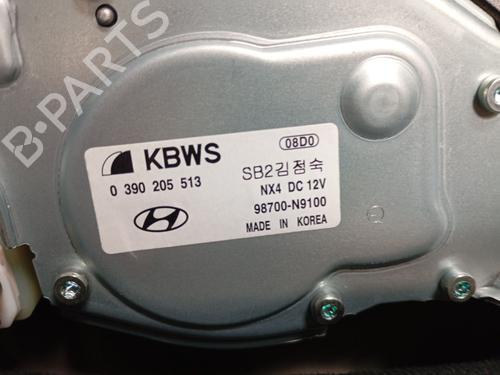 B-PARTS
KBWS
08D0
0 390 205 513
SB2김정숙
NX4 DC 12V
98700-N9100
MADE IN KOREA